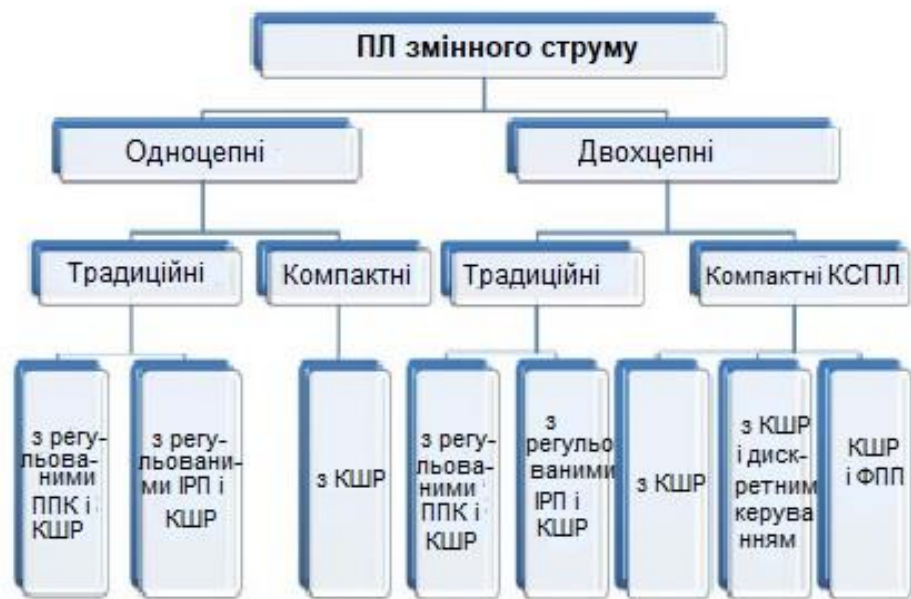 ПЛ змінного струму
Одноцепні
Двохцепні
Традиційні
Компактні
Традиційні
Компактні КСПЛ
з регу-
льова-
ними
ППК і
КШР
з регу-
льовани-
ми ІРП і
КШР
з КШР
з регу-
льова-
ними
ППК і
КШР
з
регульо
ваними
ІРП і
КШР
з КШР
з КШР
і диск-
ретним
керува
нням
КШР
і ФПП